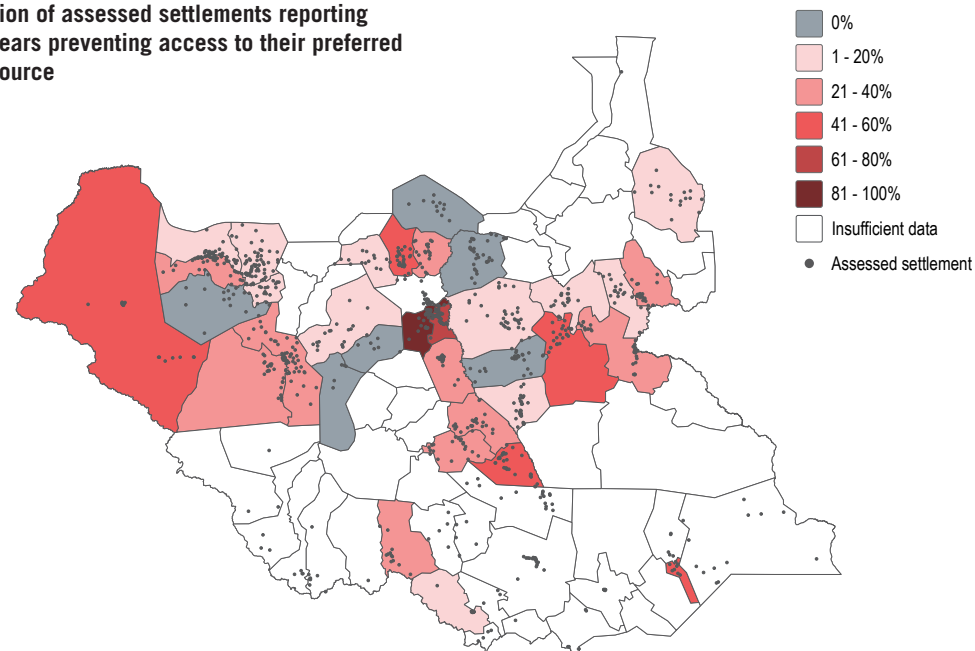 ion of assessed settlements reporting
ears preventing access to their preferred
ource
0%
1 - 20%
21 - 40%
41 - 60%
61 - 80%
81 - 100%
Insufficient data
Assessed settlement